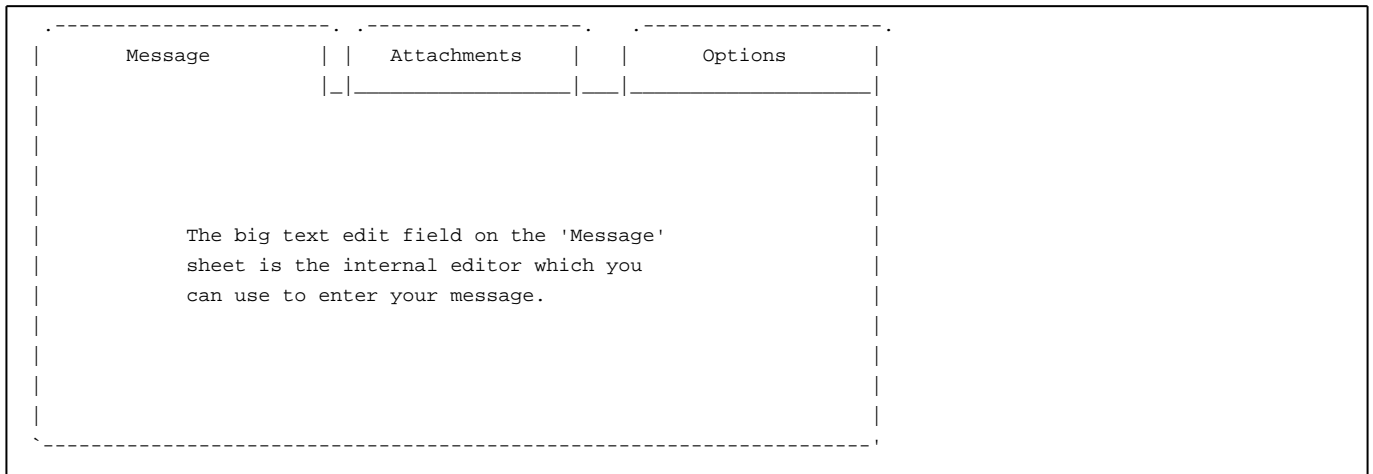 Message Attachments Options
The big text edit field on the 'Message'
sheet is the internal editor which you
can use to enter your message.